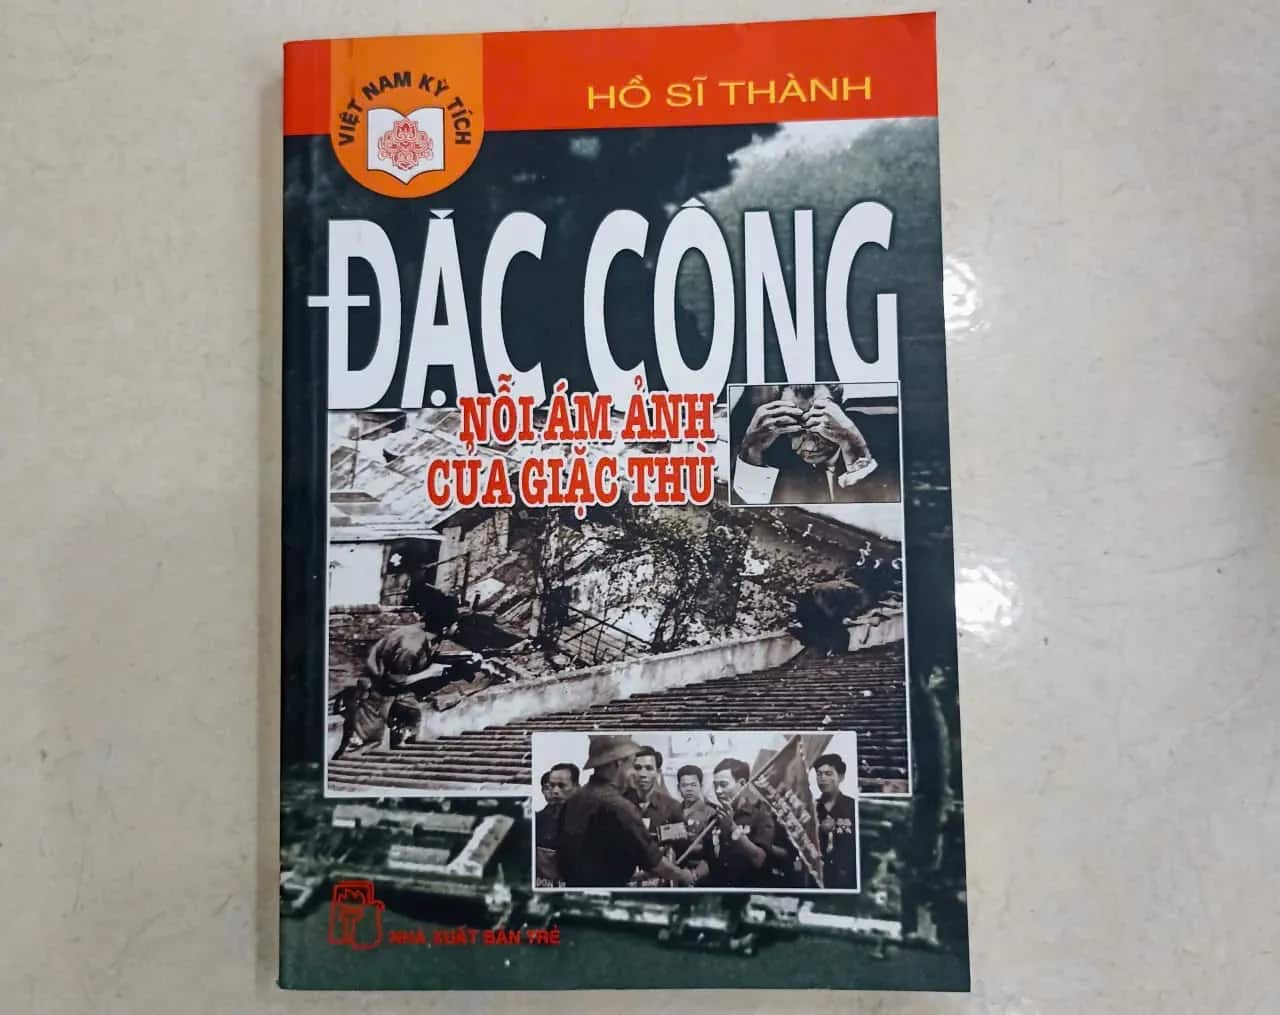 VIỆT NAM KỲ TÍCH
HỒ SĨ THÀNH
ĐẶC CÔNG
NỖI ÁM ẢNH
CỦA GIẶC THÙ
NHÀ XUẤT BẢN TRẺ